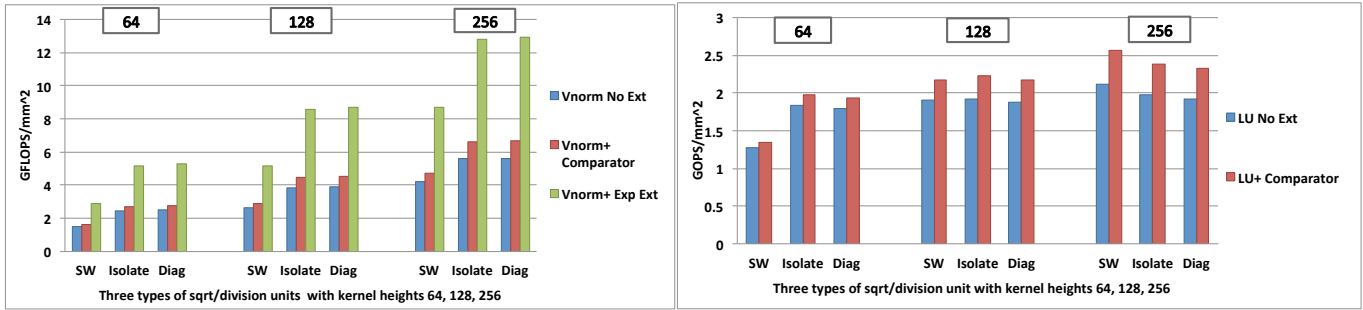 64
128
256
14
12
10
8
6
4
2
0
GFLOPS/mm^2
SW Isolate Diag
SW Isolate Diag
SW Isolate Diag
Three types of sqrt/division units with kernel heights 64, 128, 256
Vnorm No Ext
Vnorm+
Comparator
Vnorm+ Exp Ext
64
128
256
3
2.5
2
1.5
1
0.5
0
GOPS/mm^2
SW Isolate Diag
SW Isolate Diag
SW Isolate Diag
Three types of sqrt/division unit with kernel heights 64, 128, 256
LU No Ext
LU+ Comparator